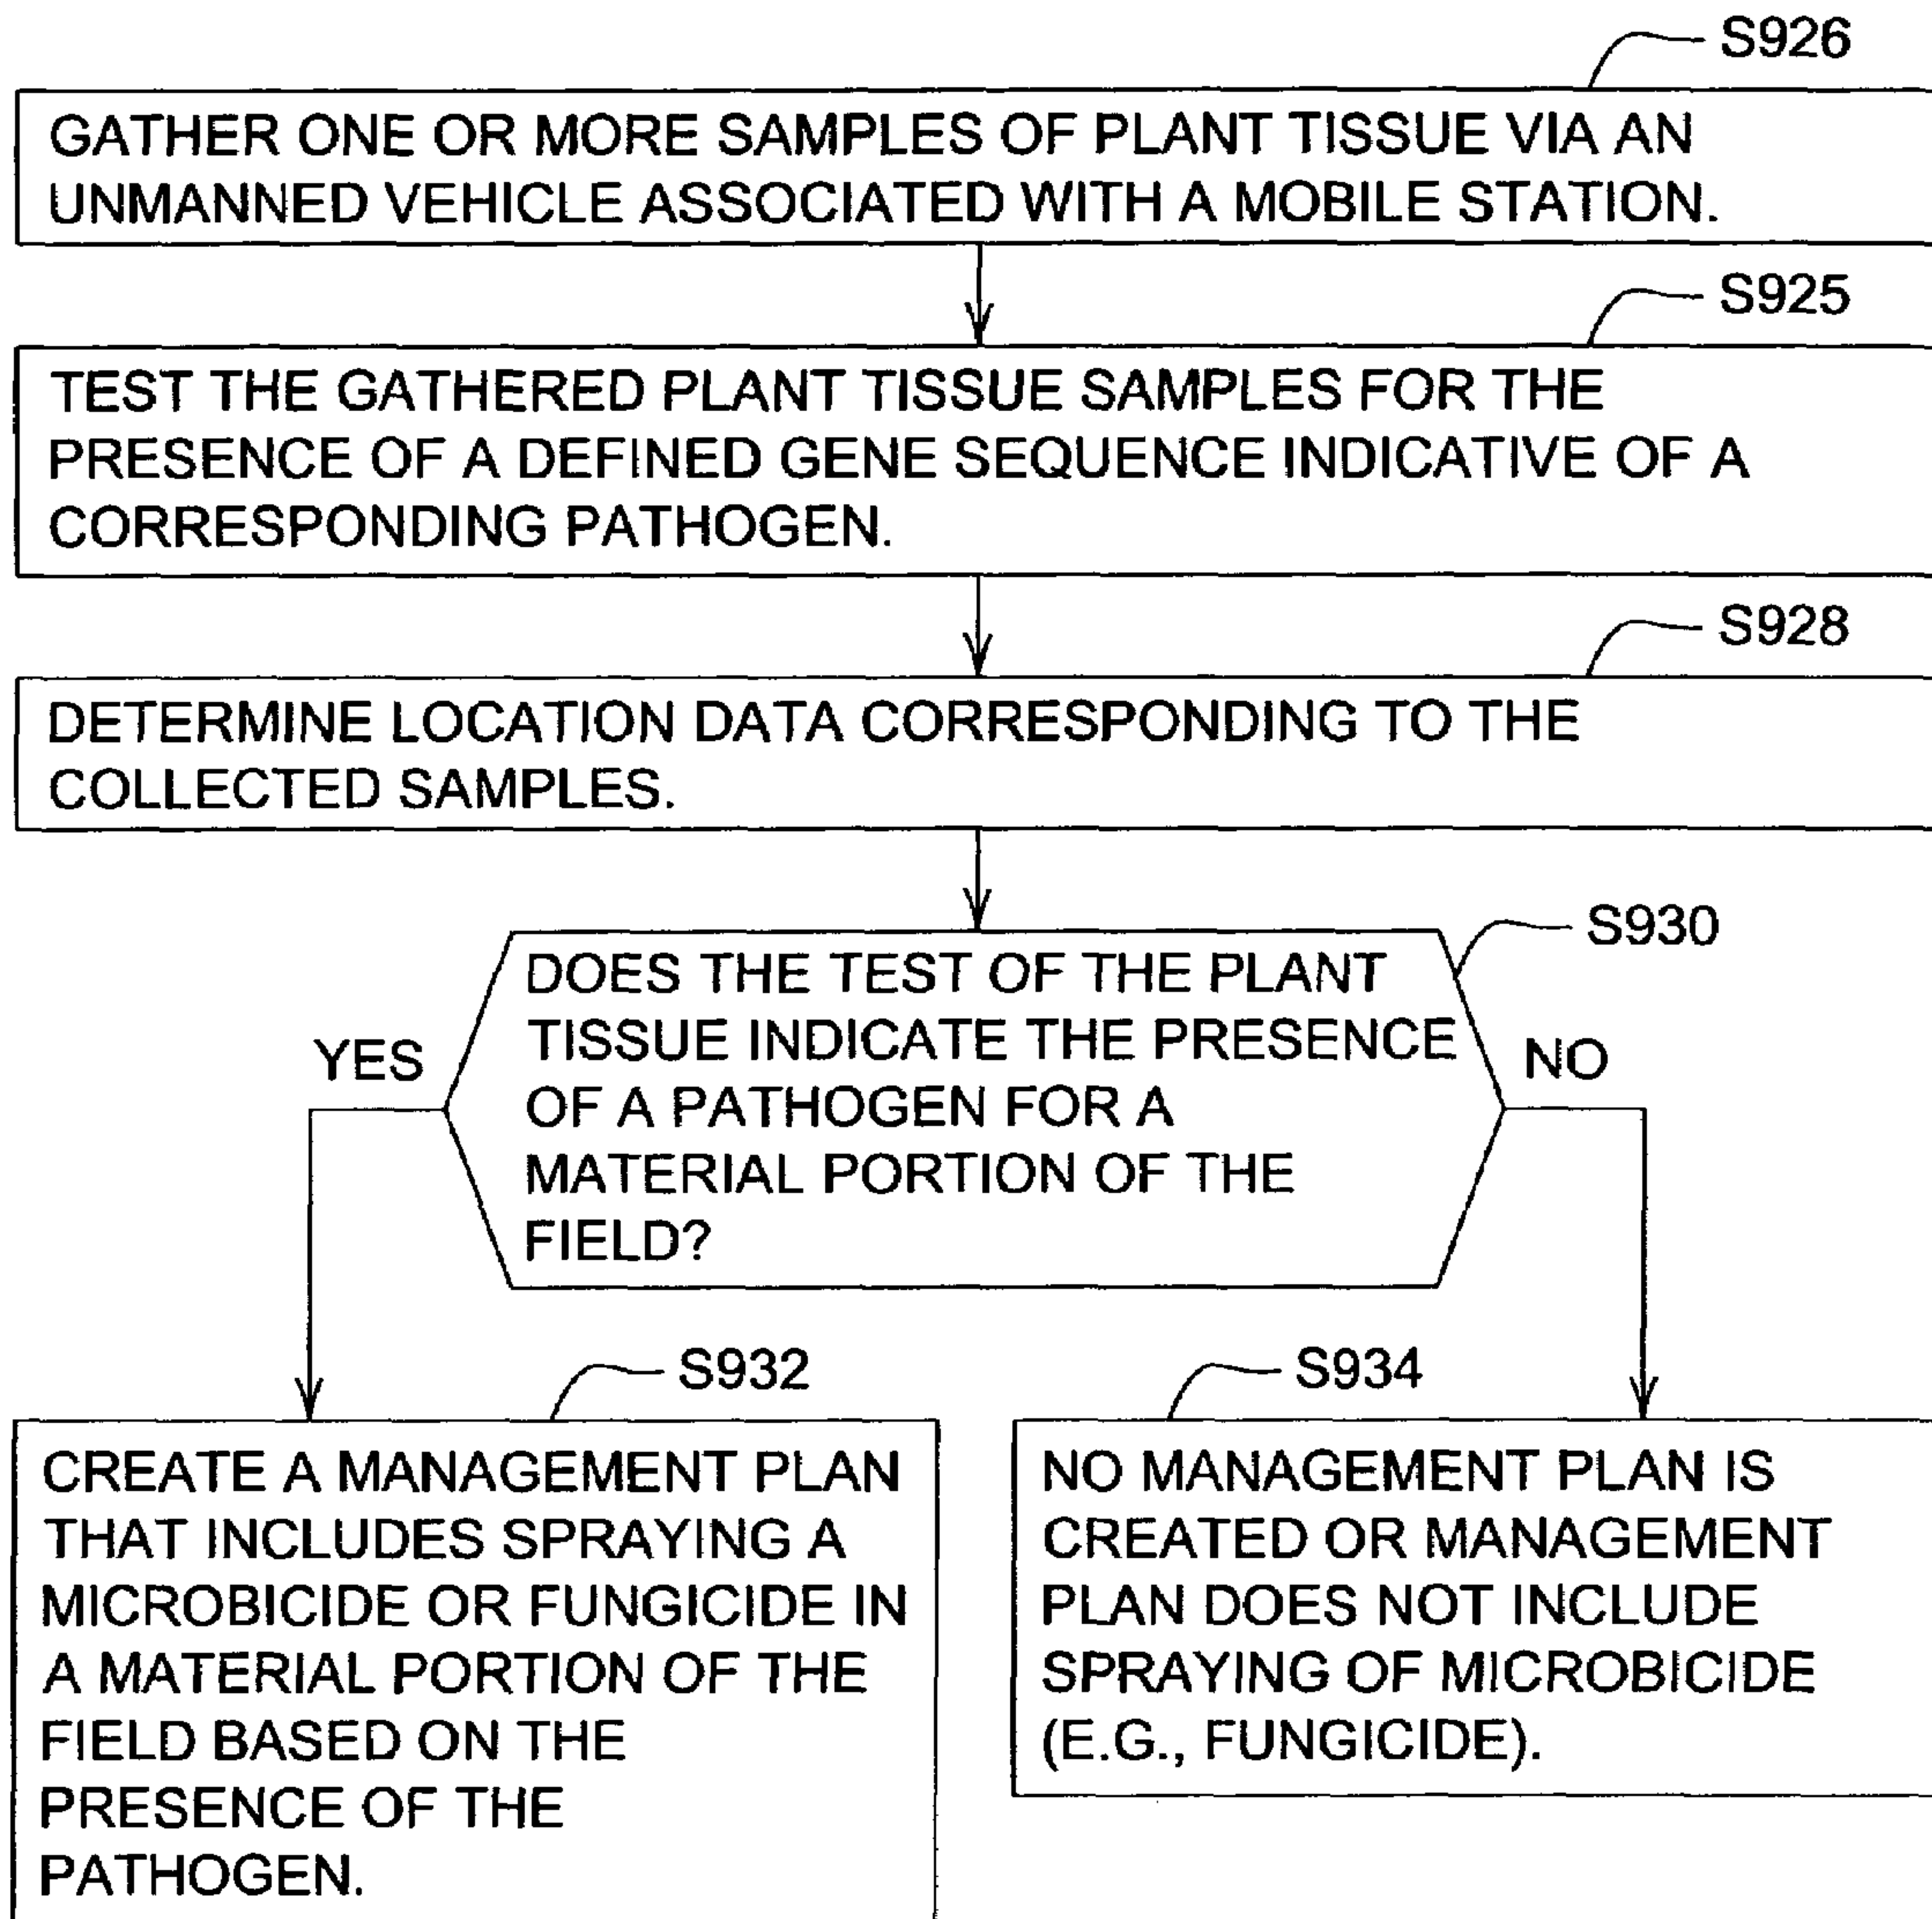 S926
GATHER ONE OR MORE SAMPLES OF PLANT TISSUE VIA AN
UNMANNED VEHICLE ASSOCIATED WITH A MOBILE STATION.
S925
TEST THE GATHERED PLANT TISSUE SAMPLES FOR THE
PRESENCE OF A DEFINED GENE SEQUENCE INDICATIVE OF A
CORRESPONDING PATHOGEN.
S928
DETERMINE LOCATION DATA CORRESPONDING TO THE
COLLECTED SAMPLES.
S930
DOES THE TEST OF THE PLANT
TISSUE INDICATE THE PRESENCE
OF A PATHOGEN FOR A
MATERIAL PORTION OF THE
FIELD?
YES
NO
S932
CREATE A MANAGEMENT PLAN
THAT INCLUDES SPRAYING A
MICROBICIDE OR FUNGICIDE IN
A MATERIAL PORTION OF THE
FIELD BASED ON THE
PRESENCE OF THE
PATHOGEN.
S934
NO MANAGEMENT PLAN IS
CREATED OR MANAGEMENT
PLAN DOES NOT INCLUDE
SPRAYING OF MICROBICIDE
(E.G., FUNGICIDE).